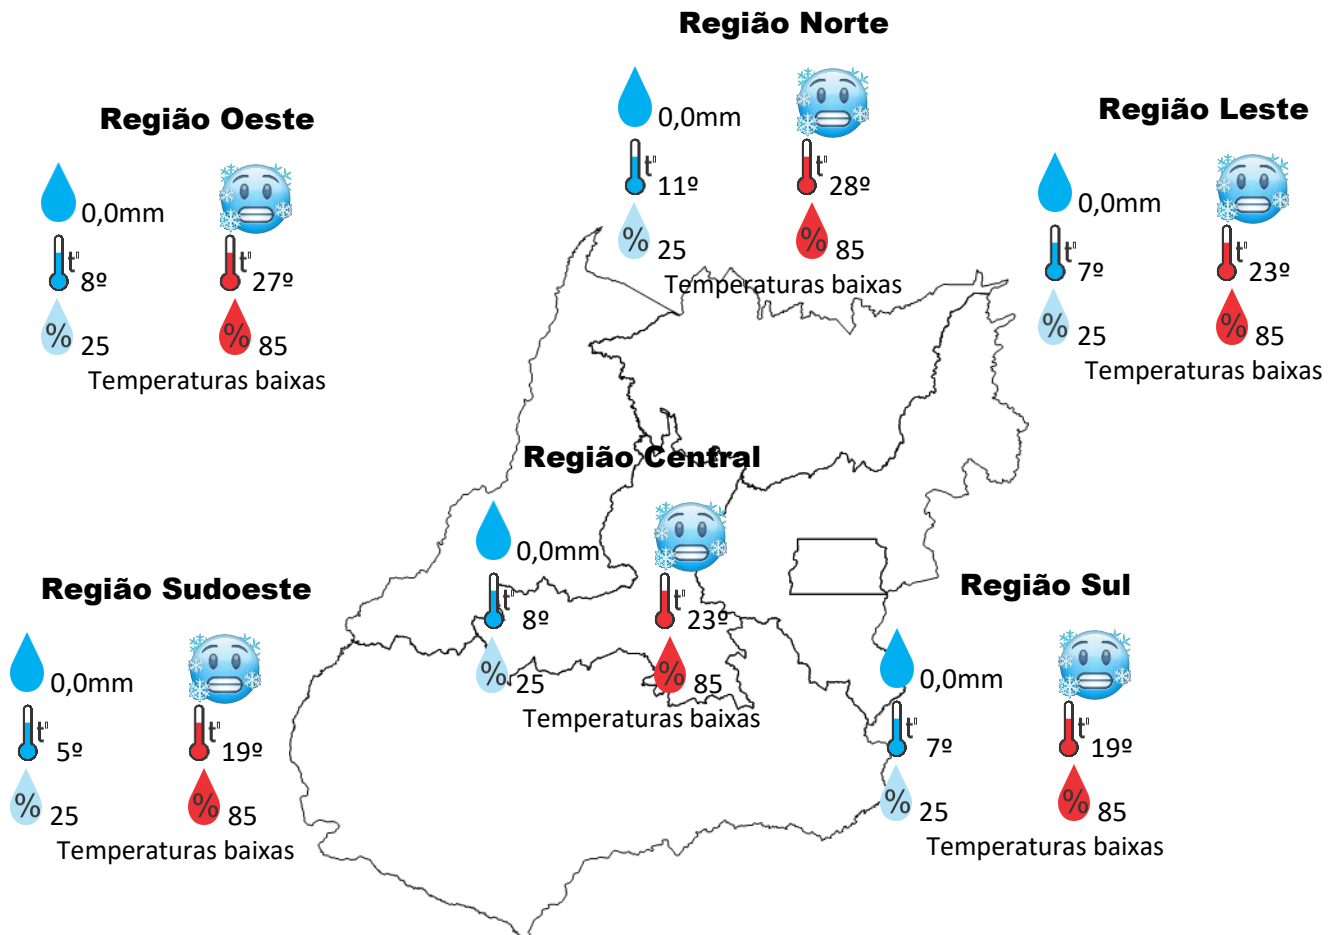 Região Norte
0,0mm
t°
11º
t°
28º
%
25
%
85
Temperaturas baixas
Região Oeste
0,0mm
t°
8º
t°
27º
%
25
%
85
Temperaturas baixas
Região Leste
0,0mm
t°
7º
t°
23º
%
25
%
85
Temperaturas baixas
Região Central
0,0mm
t°
8º
t°
23º
%
25
%
85
Temperaturas baixas
Região Sudoeste
0,0mm
t°
5º
t°
19º
%
25
%
85
Temperaturas baixas
Região Sul
0,0mm
t°
7º
t°
19º
%
25
%
85
Temperaturas baixas